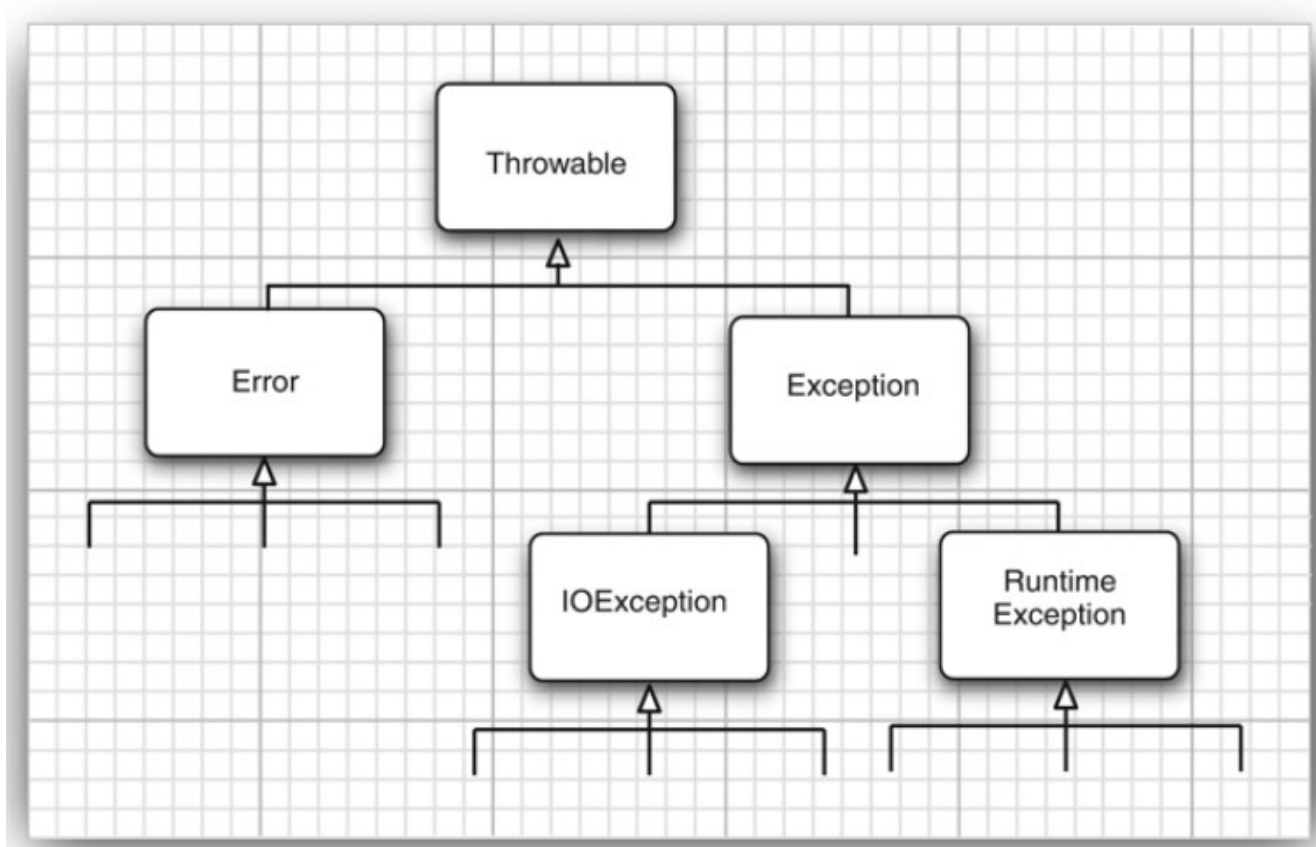 Throwable
Error
Exception
IOException
Runtime
Exception